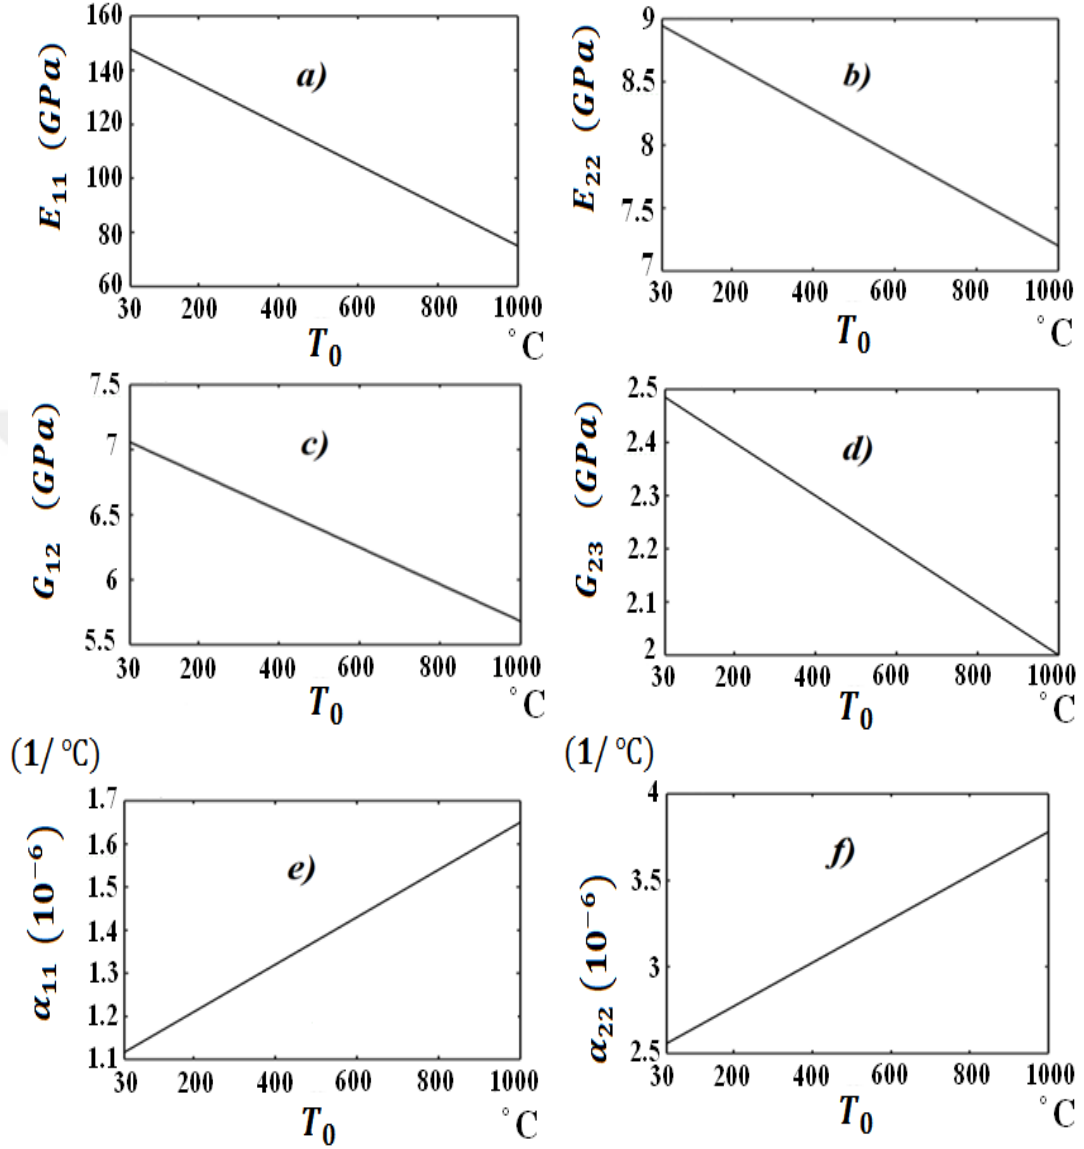 160
140
120
100
80
60
E₁₁ (GPa)
a)
30 200 400 600 800 1000
T₀
°C
9
8.5
8
7.5
7
E₂₂ (GPa)
b)
30 200 400 600 800 1000
T₀
°C
7.5
7
6.5
6
5.5
G₁₂ (GPa)
c)
30 200 400 600 800 1000
T₀
°C
2.5
2.4
2.3
2.2
2.1
2
G₂₃ (GPa)
d)
30 200 400 600 800 1000
T₀
°C
(1/ °C)
1.7
1.6
1.5
1.4
1.3
1.2
1.1
α₁₁ (10⁻⁶)
e)
30 200 400 600 800 1000
T₀
°C
(1/ °C)
4
3.5
3
2.5
α₂₂ (10⁻⁶)
f)
30 200 400 600 800 1000
T₀
°C